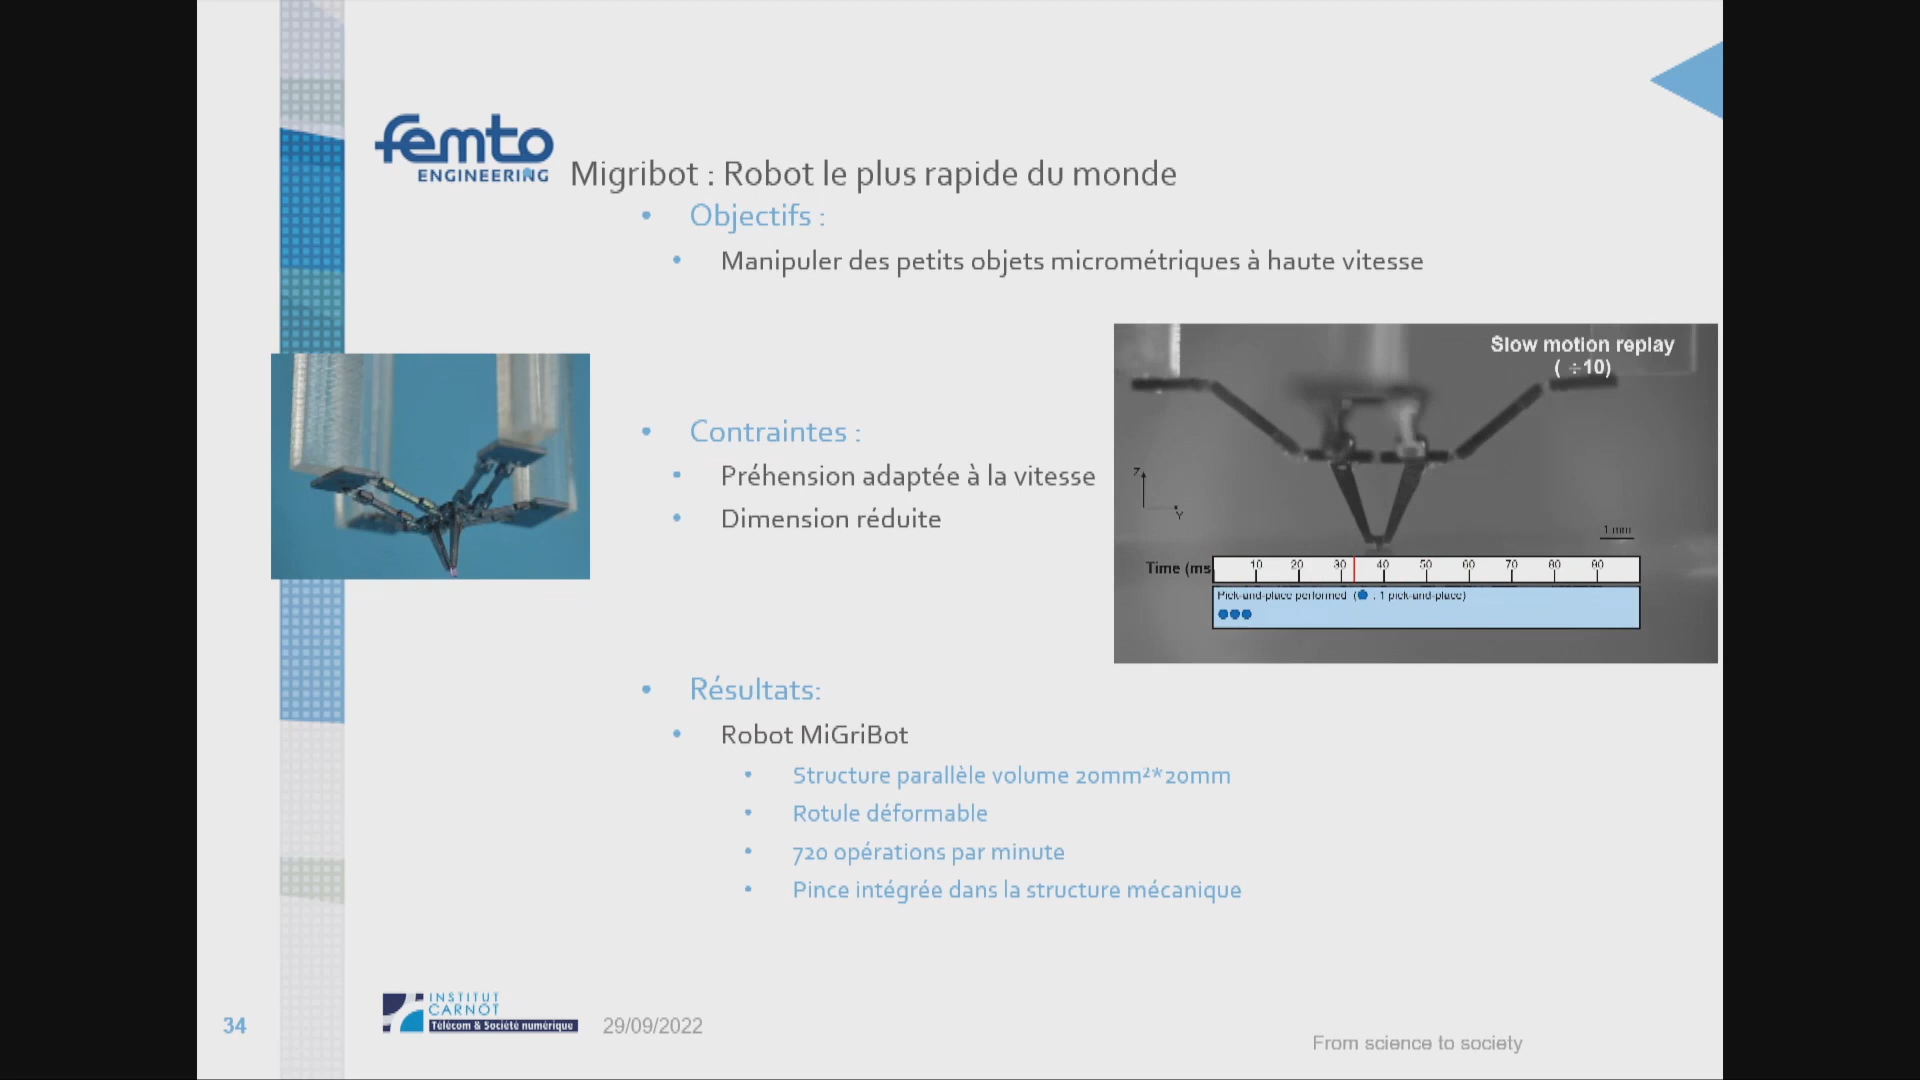 femto
ENGINEERING
Migribot : Robot le plus rapide du monde
• Objectifs :
• Manipuler des petits objets micrométriques à haute vitesse
Slow motion replay
( ÷10)
• Contraintes :
• Préhension adaptée à la vitesse
• Dimension réduite
Z
Y
1 mm
Time (ms
10 20 30 40 50 60 70 80 90
Pick-and-place performed ( : 1 pick-and-place)
• Résultats:
• Robot MiGriBot
• Structure parallèle volume 20mm²*20mm
• Rotule déformable
• 720 opérations par minute
• Pince intégrée dans la structure mécanique
34
INSTITUT
CARNOT
Télécom & Société numérique
29/09/2022
From science to society